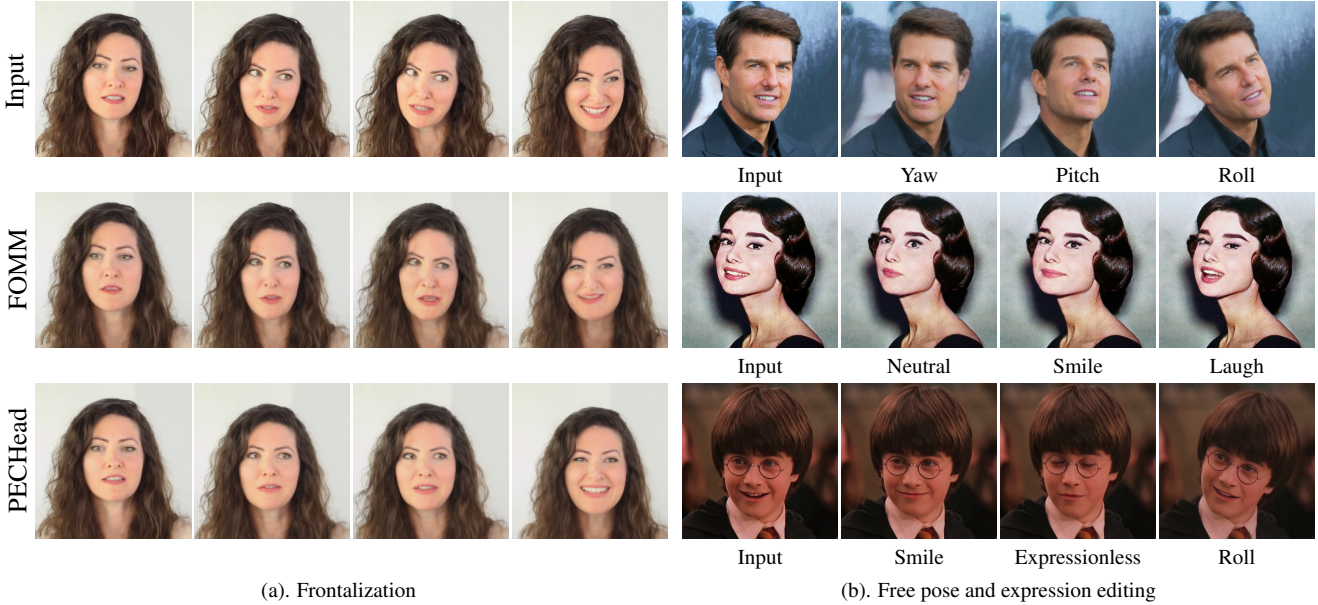 Input
FOMM
PECHead
(a). Frontalization
Input Yaw Pitch Roll
Input Neutral Smile Laugh
Input Smile Expressionless Roll
(b). Free pose and expression editing